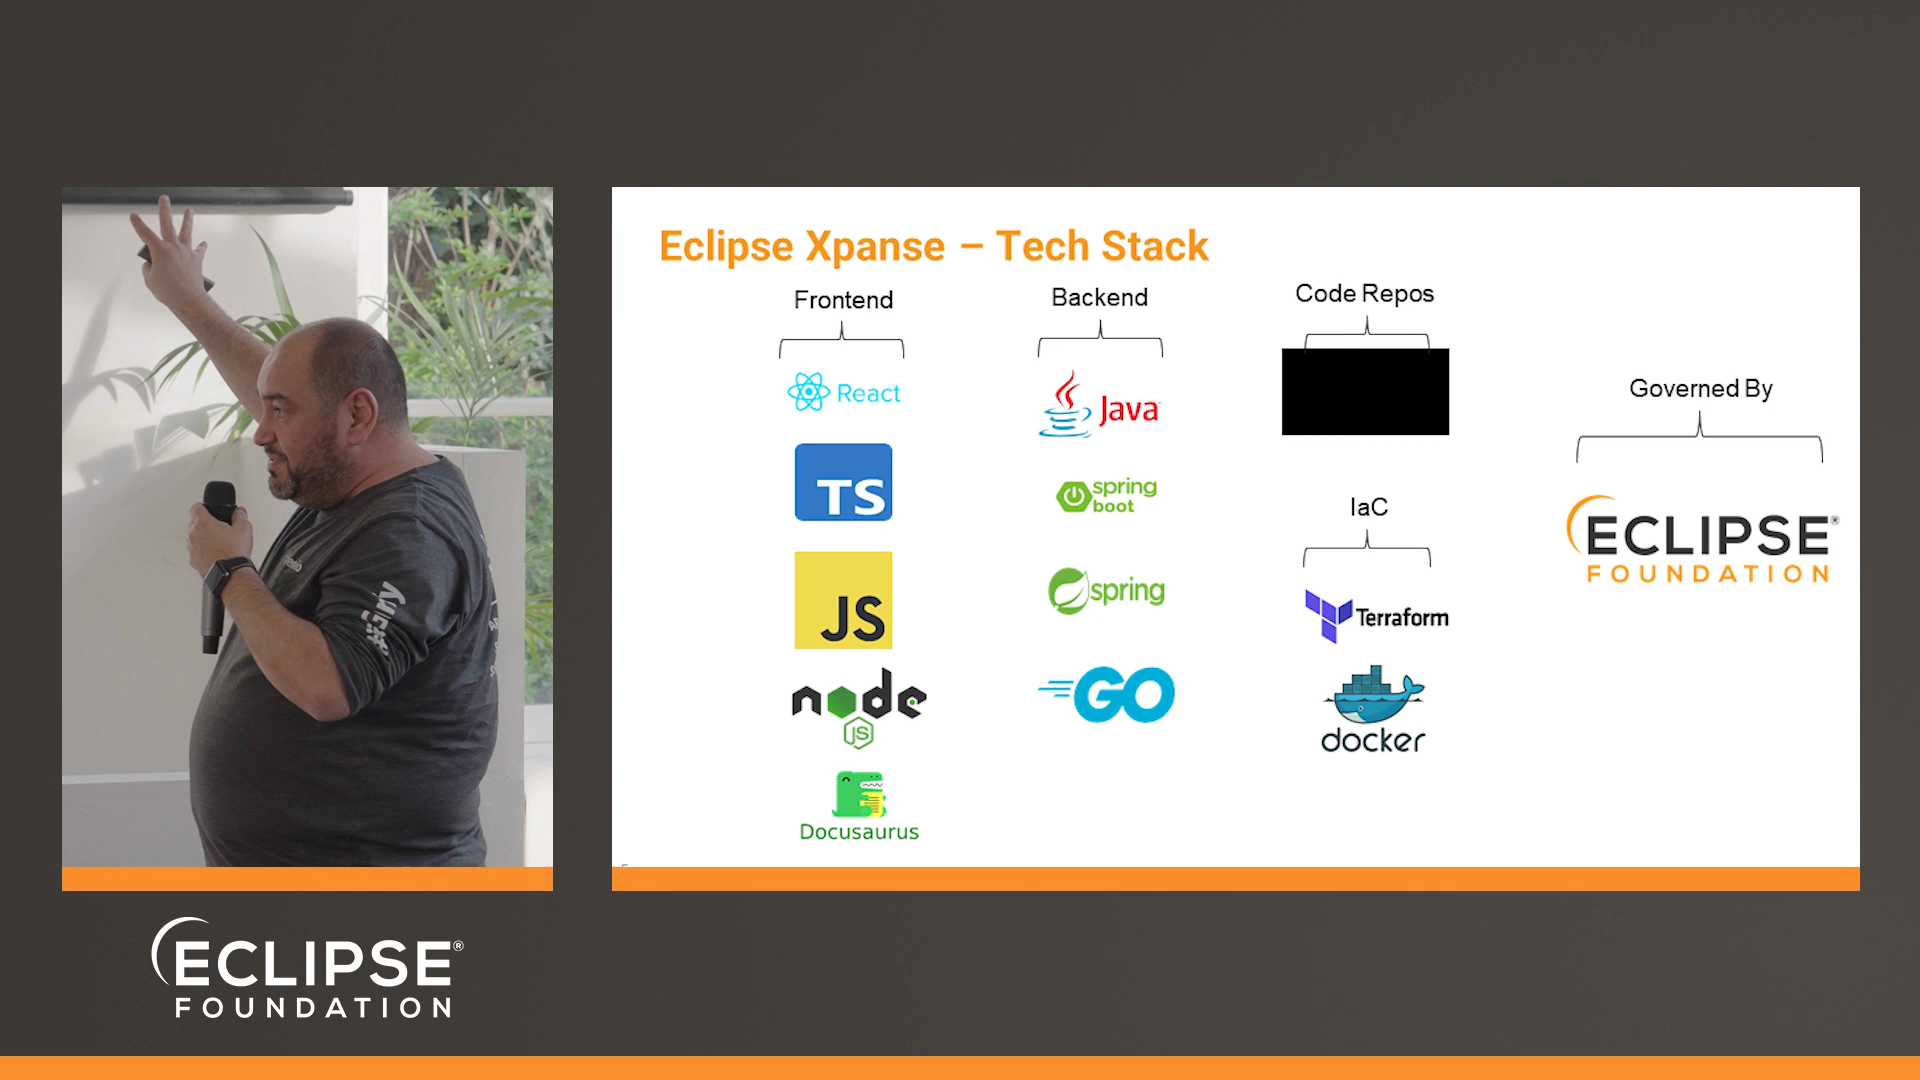 Eclipse Xpanse – Tech Stack
Frontend
React
TS
JS
node
JS
Docusaurus
Backend
Java
spring
boot
spring
GO
Code Repos
IaC
Terraform
docker
Governed By
ECLIPSE®
FOUNDATION
ECLIPSE®
FOUNDATION